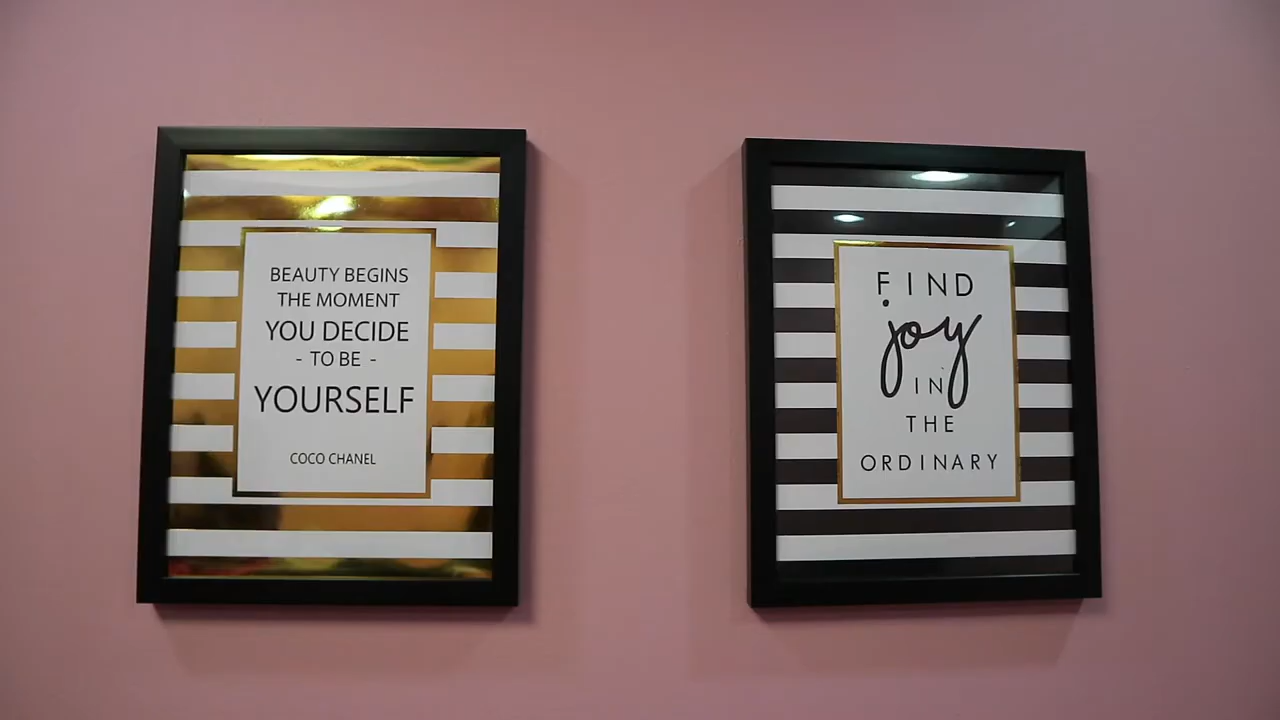 BEAUTY BEGINS
THE MOMENT
YOU DECIDE
- TO BE -
YOURSELF
COCO CHANEL
FIND
joy
IN
THE
ORDINARY